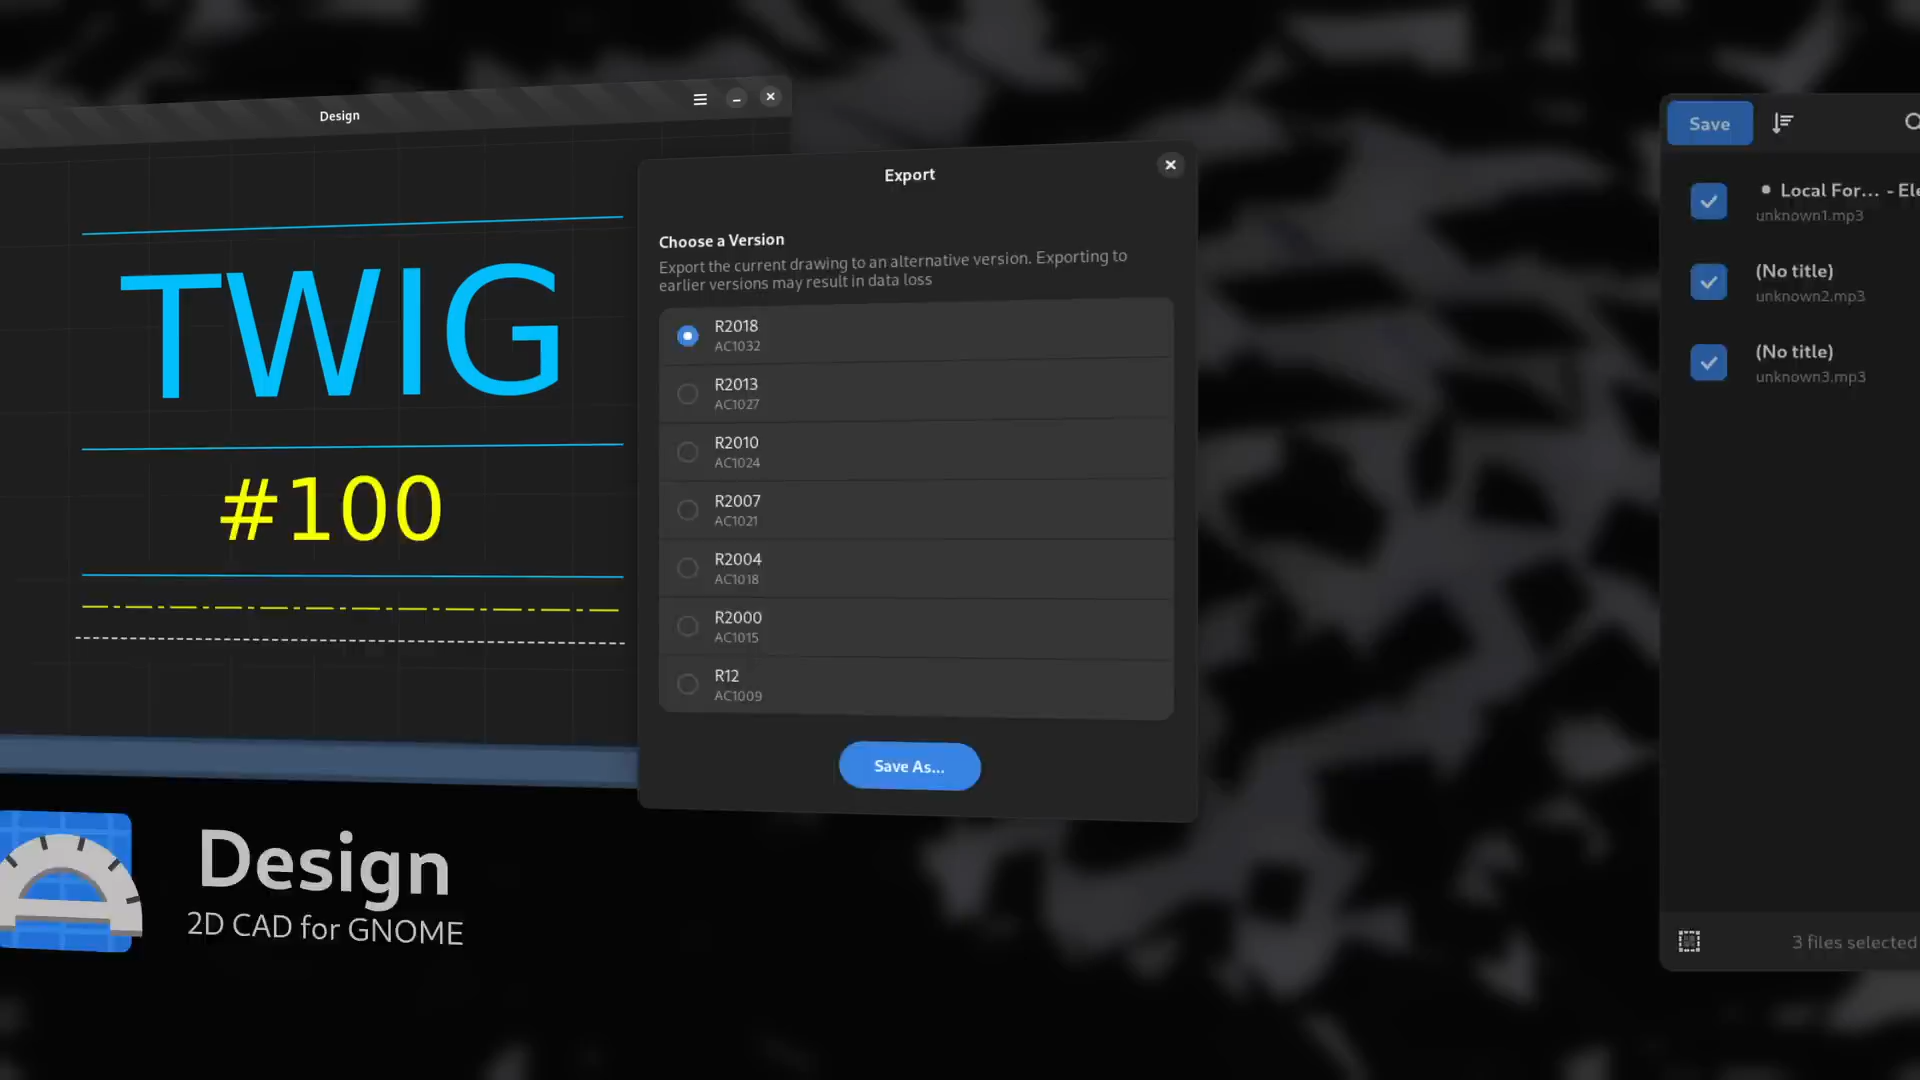 Design
TWIG
#100
Export
Choose a Version
Export the current drawing to an alternative version. Exporting to
earlier versions may result in data loss
R2018
AC1032
R2013
AC1027
R2010
AC1024
R2007
AC1021
R2004
AC1018
R2000
AC1015
R12
AC1009
Save As...
Design
2D CAD for GNOME
Save
Local For... - Ele
unknown1.mp3
(No title)
unknown2.mp3
(No title)
unknown3.mp3
3 files selected